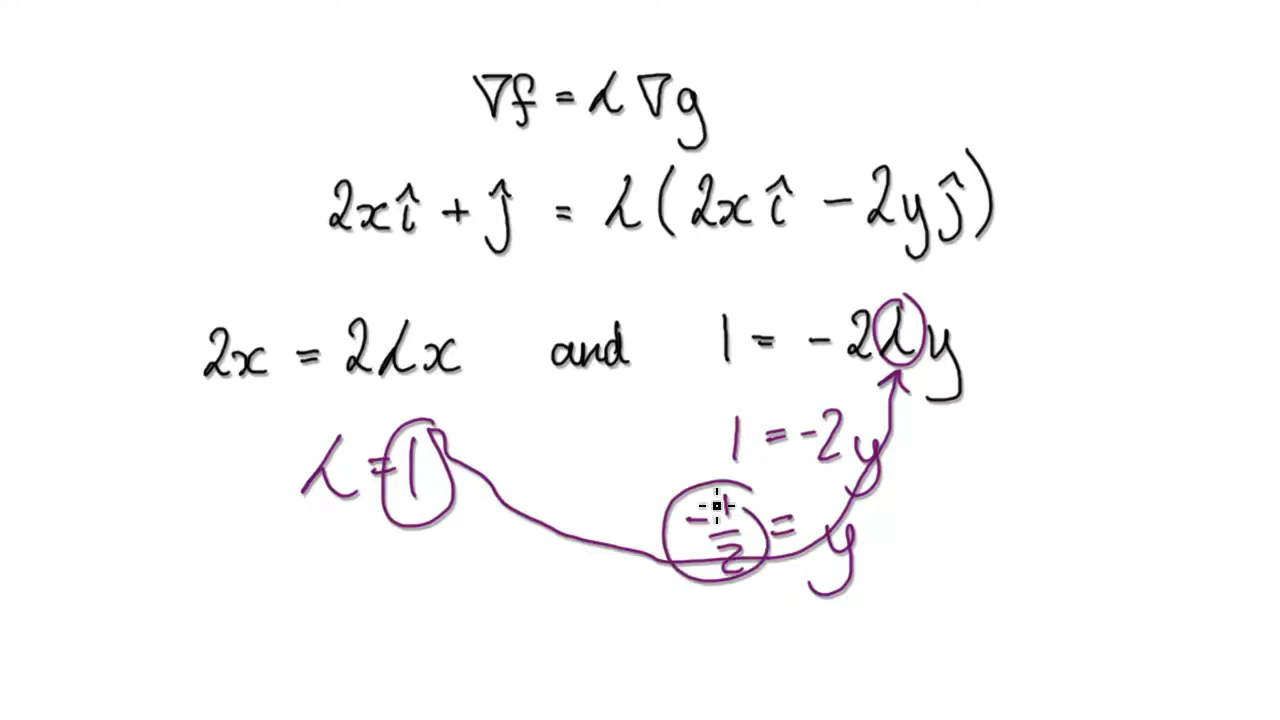 ∇f = λ∇g
2xî + ĵ = λ(2xî − 2yĵ)
2x = 2λx and 1 = −2λy
λ = 1 1 = −2y
−1/2 = y